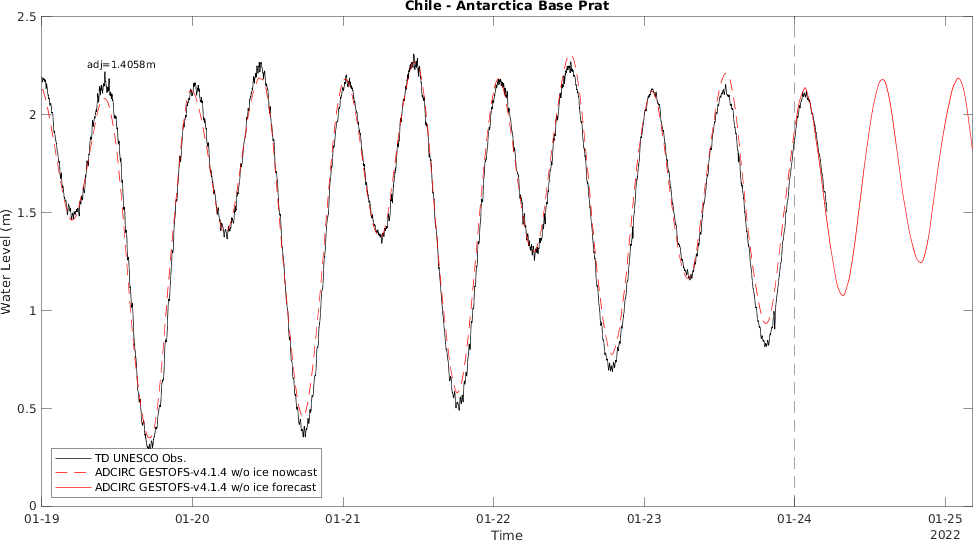 Chile - Antarctica Base Prat
2.5
adj=1.4058m
2
1.5
Water Level (m)
1
0.5
TD UNESCO Obs.
ADCIRC GESTOFS-v4.1.4 w/o ice nowcast
ADCIRC GESTOFS-v4.1.4 w/o ice forecast
0
01-19 01-20 01-21 01-22 01-23 01-24 01-25
Time 2022